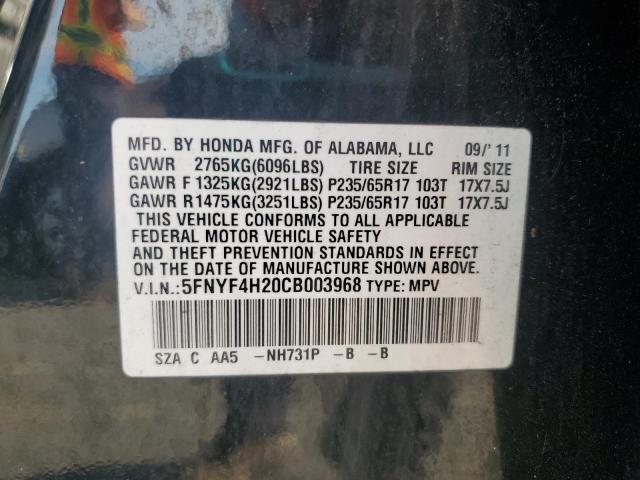 MFD. BY HONDA MFG. OF ALABAMA, LLC 09/'11
GVWR 2765KG(6096LBS) TIRE SIZE RIM SIZE
GAWR F 1325KG(2921LBS) P235/65R17 103T 17X7.5J
GAWR R1475KG(3251LBS) P235/65R17 103T 17X7.5J
THIS VEHICLE CONFORMS TO ALL APPLICABLE
FEDERAL MOTOR VEHICLE SAFETY
AND THEFT PREVENTION STANDARDS IN EFFECT
ON THE DATE OF MANUFACTURE SHOWN ABOVE.
V.I.N.: 5FNYF4H20CB003968 TYPE: MPV
SZA C AA5 -NH731P -B -B